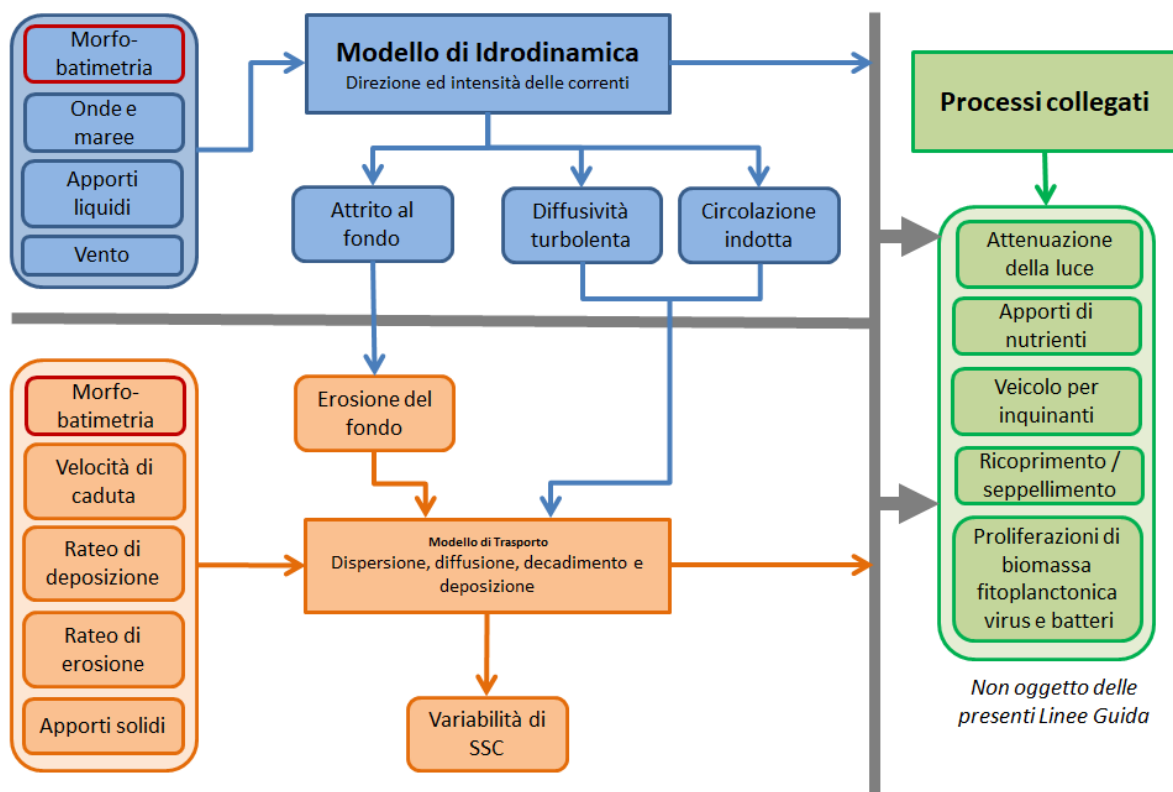 Morfo-
batimetria
Onde e
maree
Apporti
liquidi
Vento
Modello di Idrodinamica
Direzione ed intensità delle correnti
Attrito al
fondo
Diffusività
turbolenta
Circolazione
indotta
Morfo-
batimetria
Velocità di
caduta
Rateo di
deposizione
Rateo di
erosione
Apporti solidi
Erosione del
fondo
Modello di Trasporto
Dispersione, diffusione, decadimento e
deposizione
Variabilità di
SSC
Processi collegati
Attenuazione
della luce
Apporti di
nutrienti
Veicolo per
inquinanti
Ricoprimento /
seppellimento
Proliferazioni di
biomassa
fitoplanctonica
virus e batteri
Non oggetto delle
presenti Linee Guida